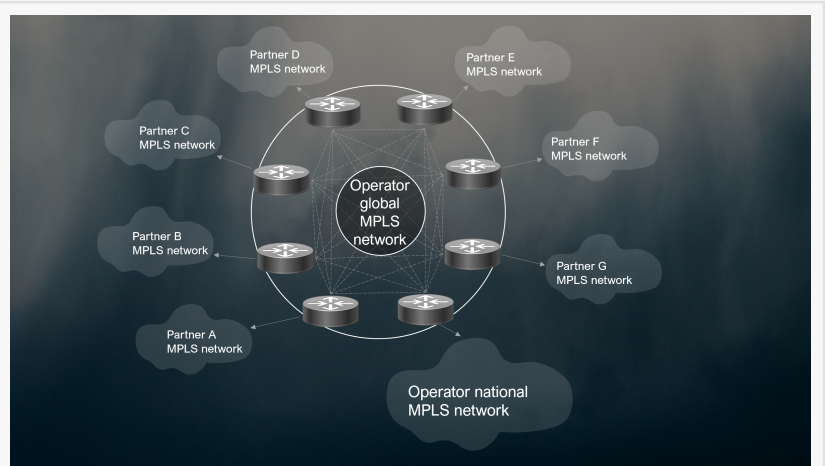 Partner D
MPLS network
Partner E
MPLS network
Partner C
MPLS network
Partner F
MPLS network
Operator
global
MPLS
network
Partner B
MPLS network
Partner G
MPLS network
Partner A
MPLS network
Operator national
MPLS network